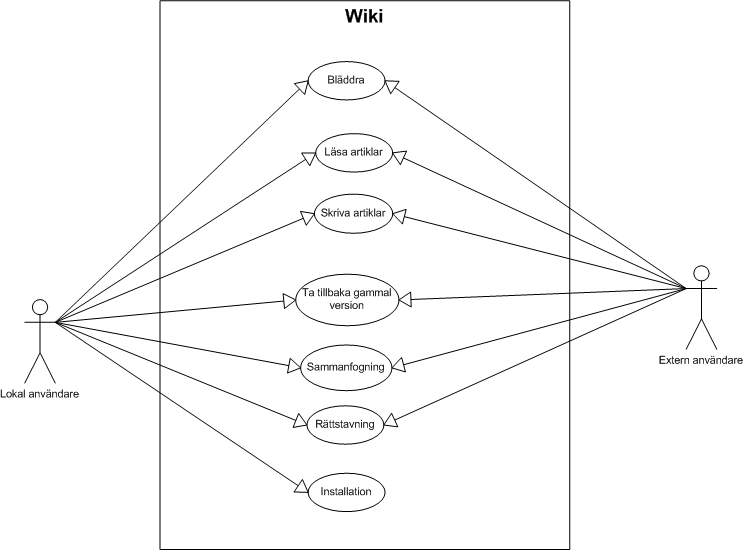 Wiki
Bläddra
Läsa artiklar
Skriva artiklar
Ta tillbaka gammal
version
Sammanfogning
Rättstavning
Installation
Lokal användare
Extern användare